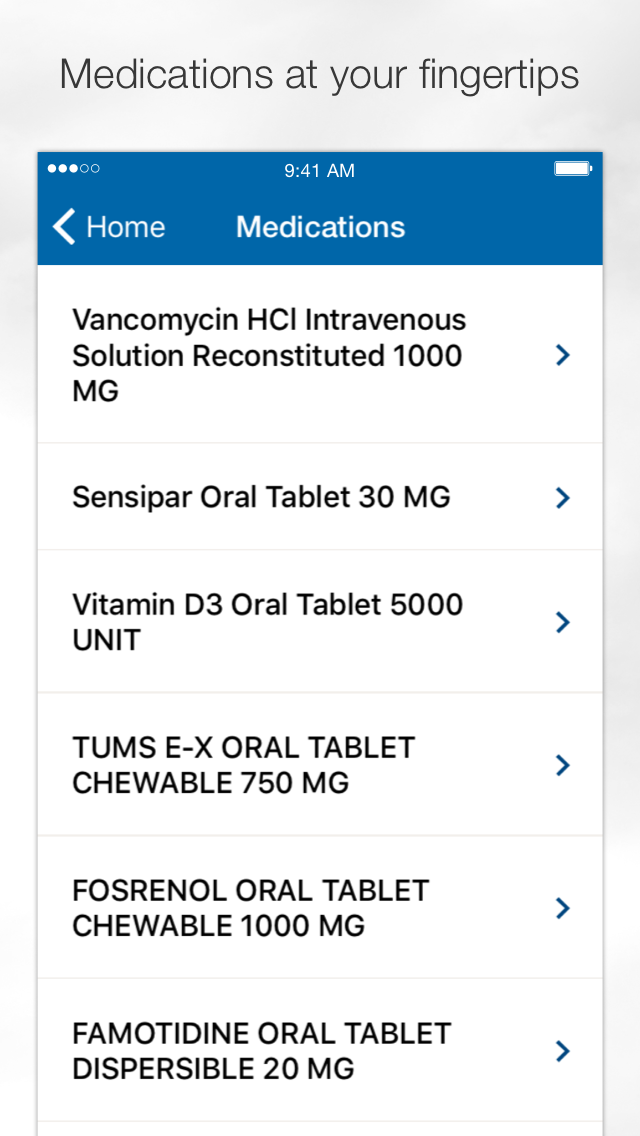 Medications at your fingertips
9:41 AM
Home
Medications
Vancomycin HCl Intravenous
Solution Reconstituted 1000
MG
Sensipar Oral Tablet 30 MG
Vitamin D3 Oral Tablet 5000
UNIT
TUMS E-X ORAL TABLET
CHEWABLE 750 MG
FOSRENOL ORAL TABLET
CHEWABLE 1000 MG
FAMOTIDINE ORAL TABLET
DISPERSIBLE 20 MG